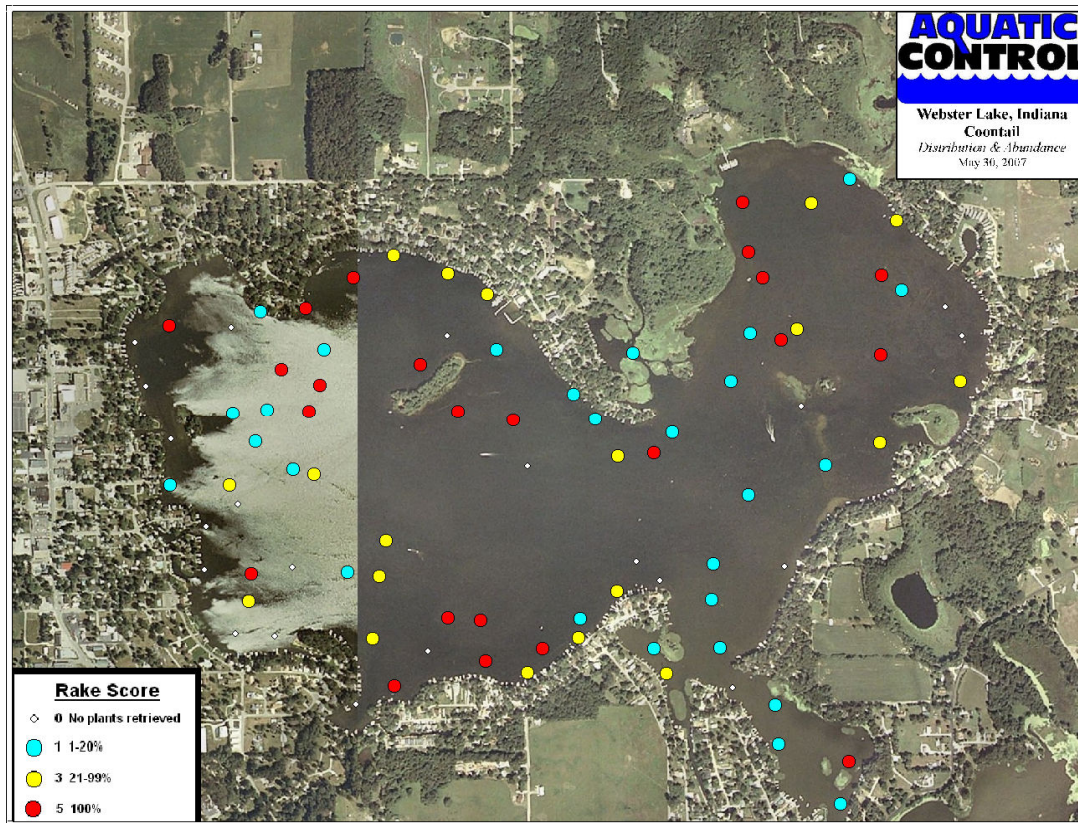 AQUATIC
CONTROL
Webster Lake, Indiana
Coontail
Distribution & Abundance
May 30, 2007
Rake Score
0 No plants retrieved
1 1-20%
3 21-99%
5 100%